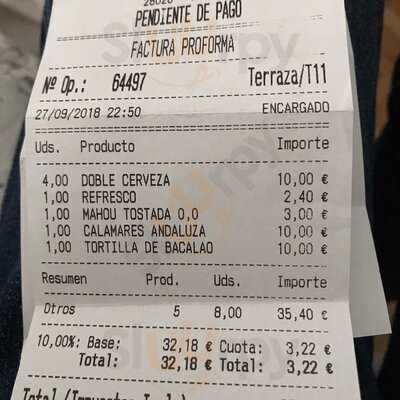 28020
PENDIENTE DE PAGO
FACTURA PROFORMA
Nº Op.: 64497 Terraza/T11
27/09/2018 22:50 ENCARGADO
Uds. Producto Importe
4,00 DOBLE CERVEZA 10,00 €
1,00 REFRESCO 2,40 €
1,00 MAHOU TOSTADA 0,0 3,00 €
1,00 CALAMARES ANDALUZA 10,00 €
1,00 TORTILLA DE BACALAO 10,00 €
Resumen Prod. Uds. Importe
Otros 5 8,00 35,40 €
10,00%: Base: 32,18 € Cuota: 3,22 €
Total: 32,18 € Total: 3,22 €
Total (Impuestos Incl.)